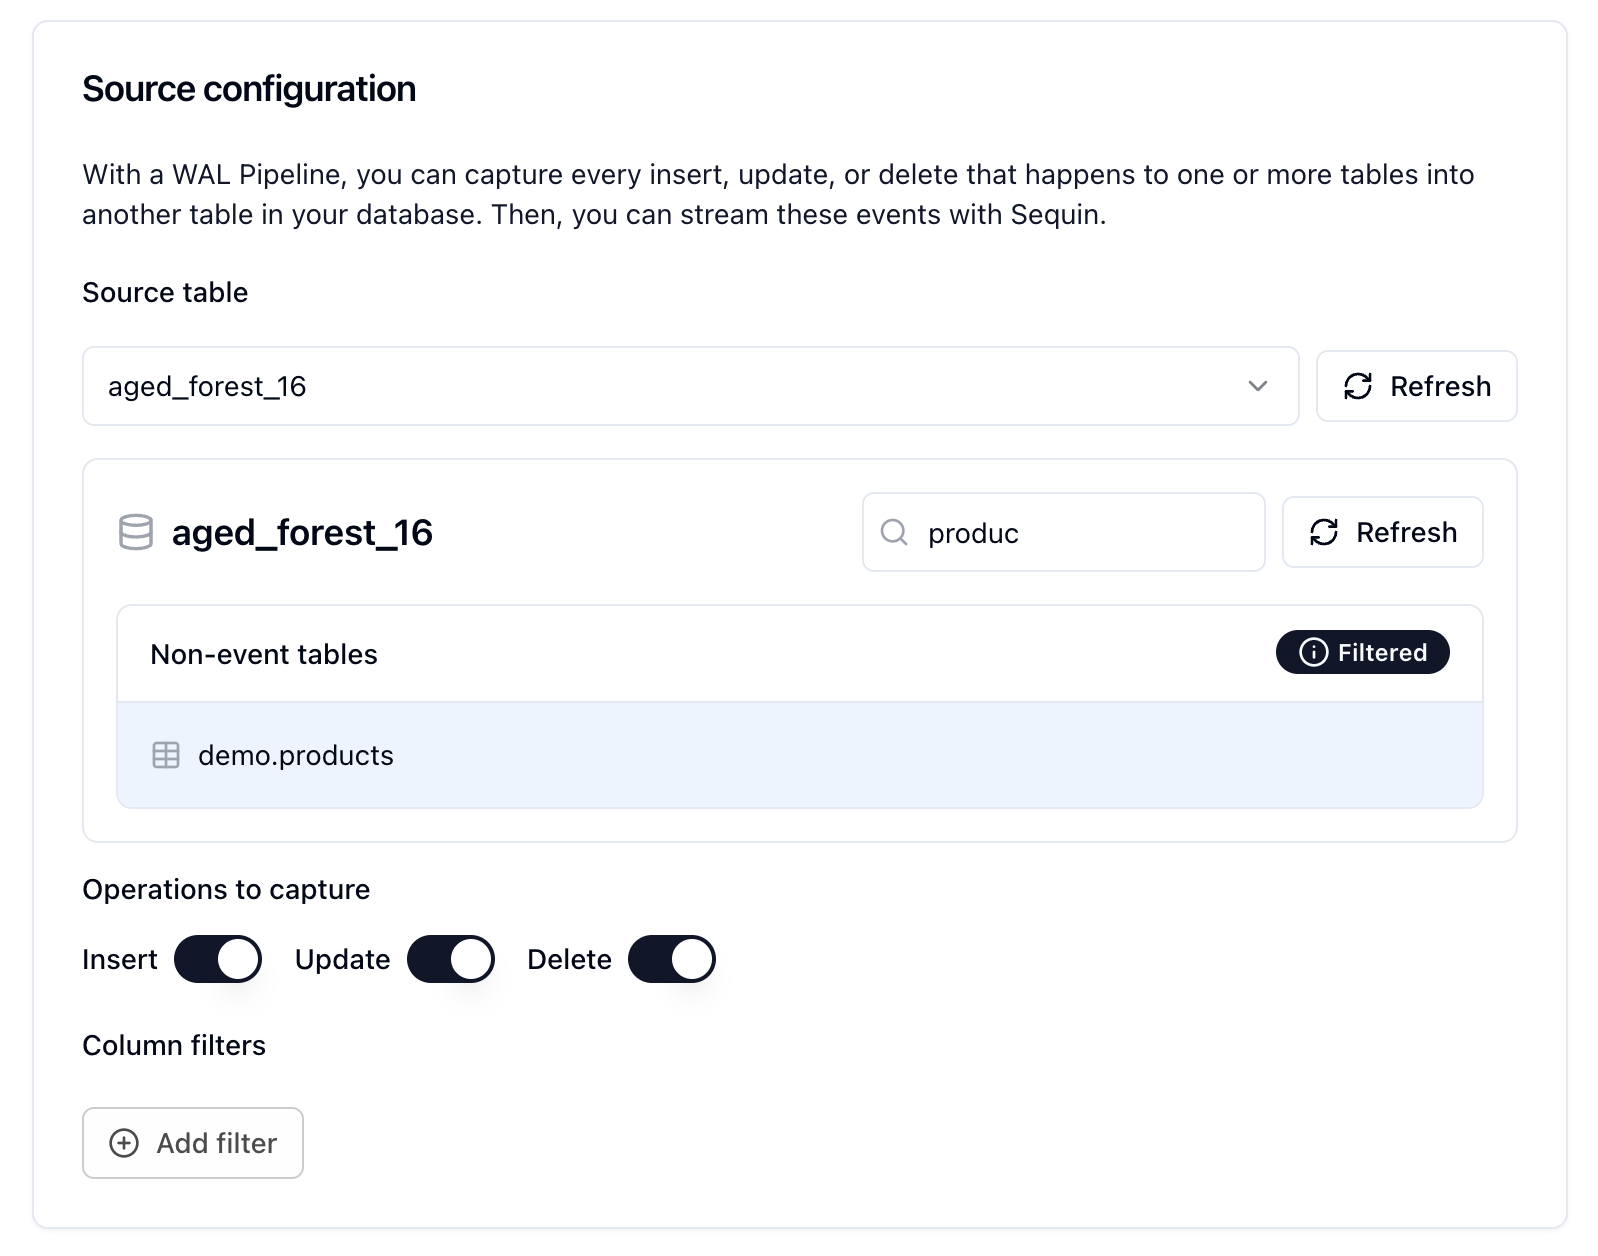 Source configuration
With a WAL Pipeline, you can capture every insert, update, or delete that happens to one or more tables into
another table in your database. Then, you can stream these events with Sequin.
Source table
aged_forest_16
Refresh
aged_forest_16
produc
Refresh
Non-event tables
Filtered
demo.products
Operations to capture
Insert
Update
Delete
Column filters
Add filter